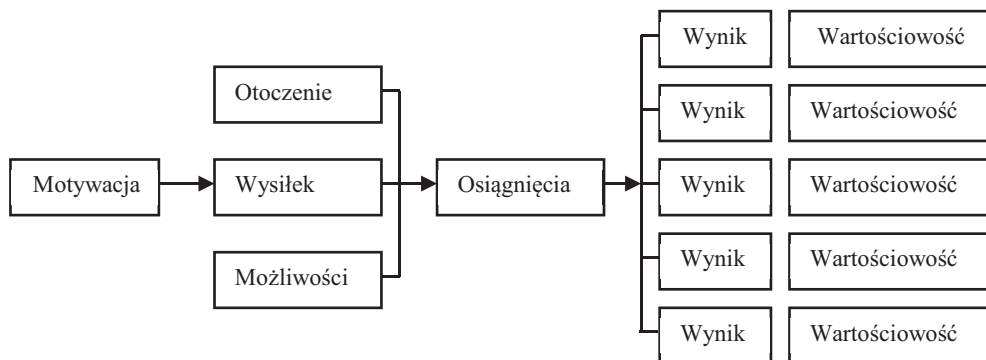 Wynik Wartościowość
Otoczenie
Wynik Wartościowość
Motywacja Wysiłek Osiągnięcia Wynik Wartościowość
Możliwości
Wynik Wartościowość
Wynik Wartościowość